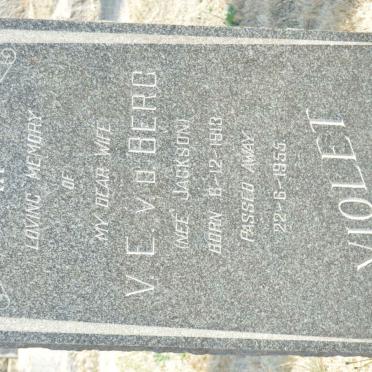 LOVING MEMORY
OF
MY DEAR WIFE
V. E. v.d BERG
(NEE JACKSON)
BORN 6-12-1913
PASSED AWAY
22-6-1955
VIOLET